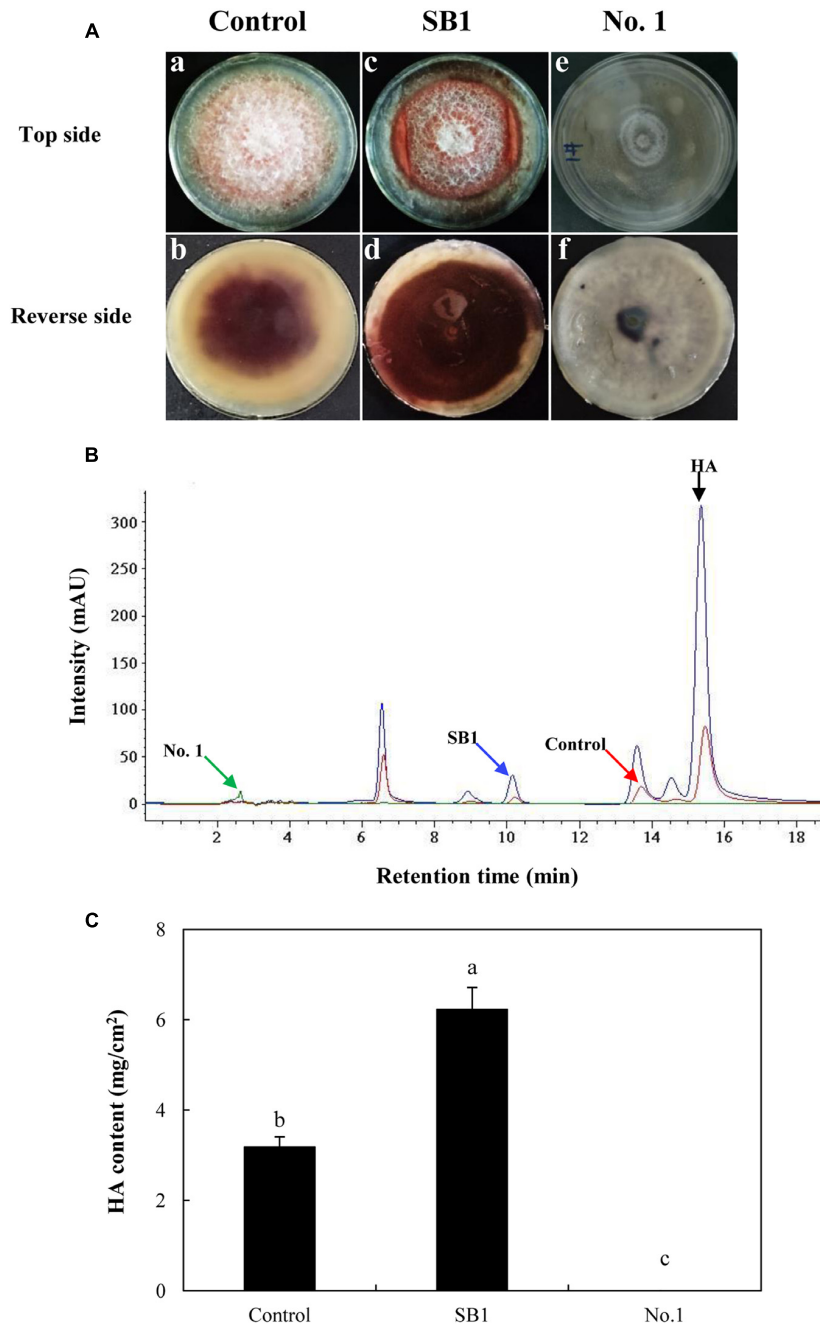 A
Control SB1 No. 1
Top side
a c e
1#
Reverse side
b d f
B
HA
Intensity (mAU)
300
250
200
150
100
50
0
No. 1
SB1
Control
2 4 6 8 10 12 14 16 18
Retention time (min)
C
HA content (mg/cm²)
8
6
4
2
0
b
a
c
Control SB1 No.1